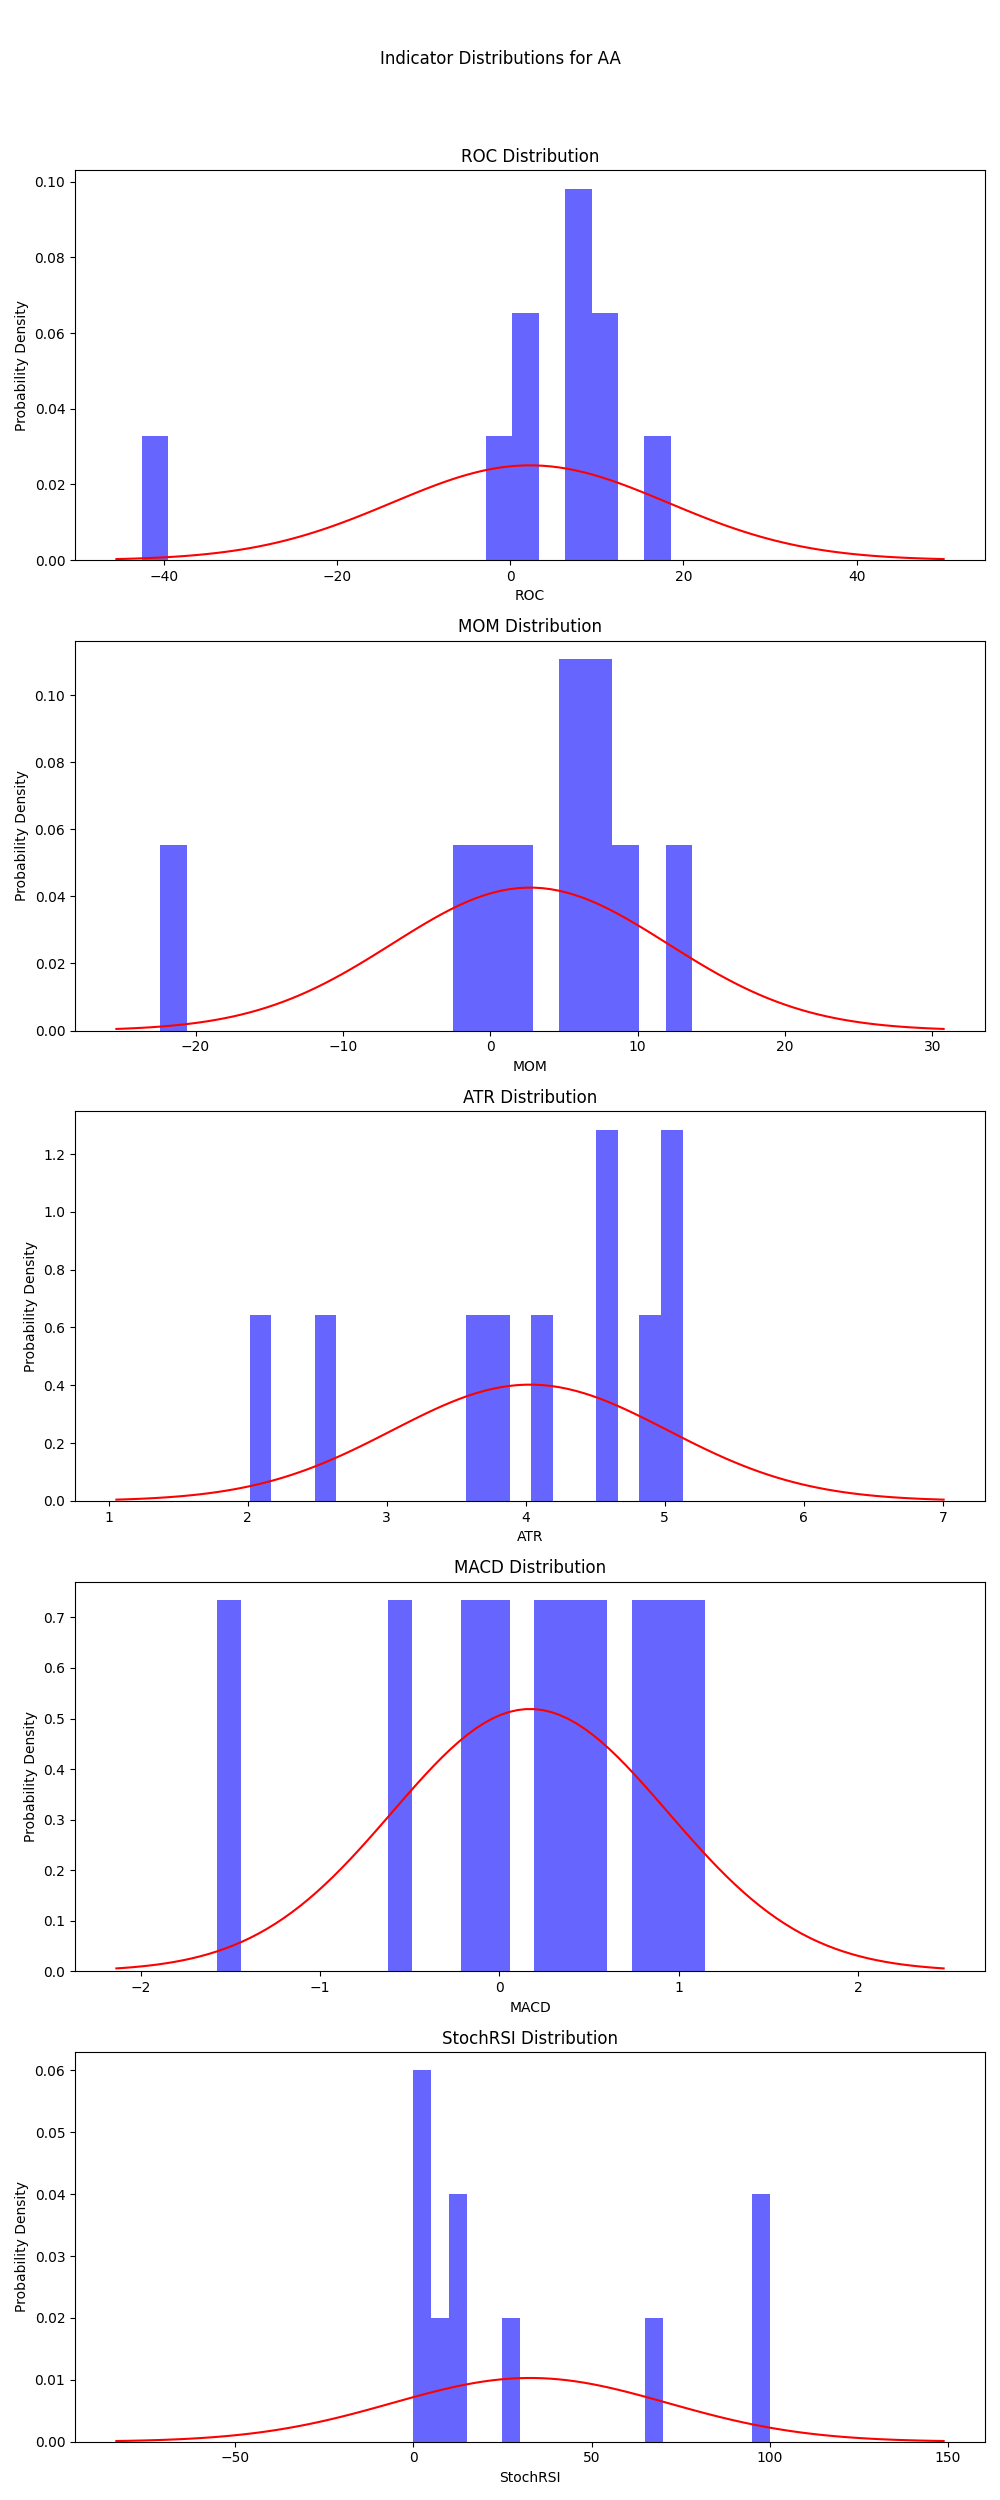 Indicator Distributions for AA
ROC Distribution
Probability Density
0.10
0.08
0.06
0.04
0.02
0.00
−40 −20 0 20 40
ROC
MOM Distribution
Probability Density
0.10
0.08
0.06
0.04
0.02
0.00
−20 −10 0 10 20 30
MOM
ATR Distribution
Probability Density
1.2
1.0
0.8
0.6
0.4
0.2
0.0
1 2 3 4 5 6 7
ATR
MACD Distribution
Probability Density
0.7
0.6
0.5
0.4
0.3
0.2
0.1
0.0
−2 −1 0 1 2
MACD
StochRSI Distribution
Probability Density
0.06
0.05
0.04
0.03
0.02
0.01
0.00
−50 0 50 100 150
StochRSI